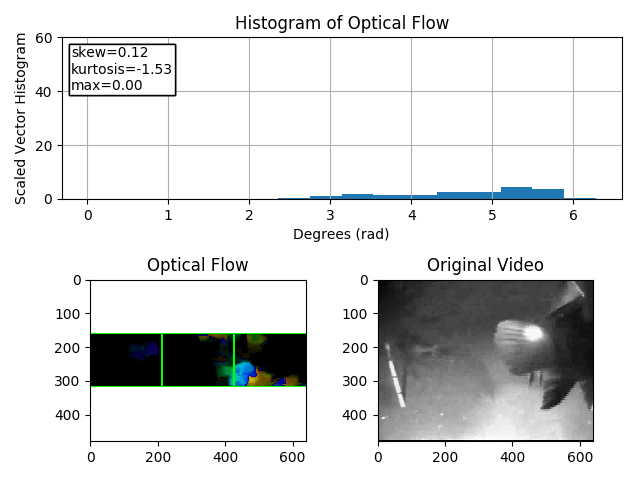 Histogram of Optical Flow
Scaled Vector Histogram
60
40
20
0
skew=0.12
kurtosis=-1.53
max=0.00
0 1 2 3 4 5 6
Degrees (rad)
Optical Flow
0
100
200
300
400
0 200 400 600
Original Video
0
100
200
300
400
0 200 400 600